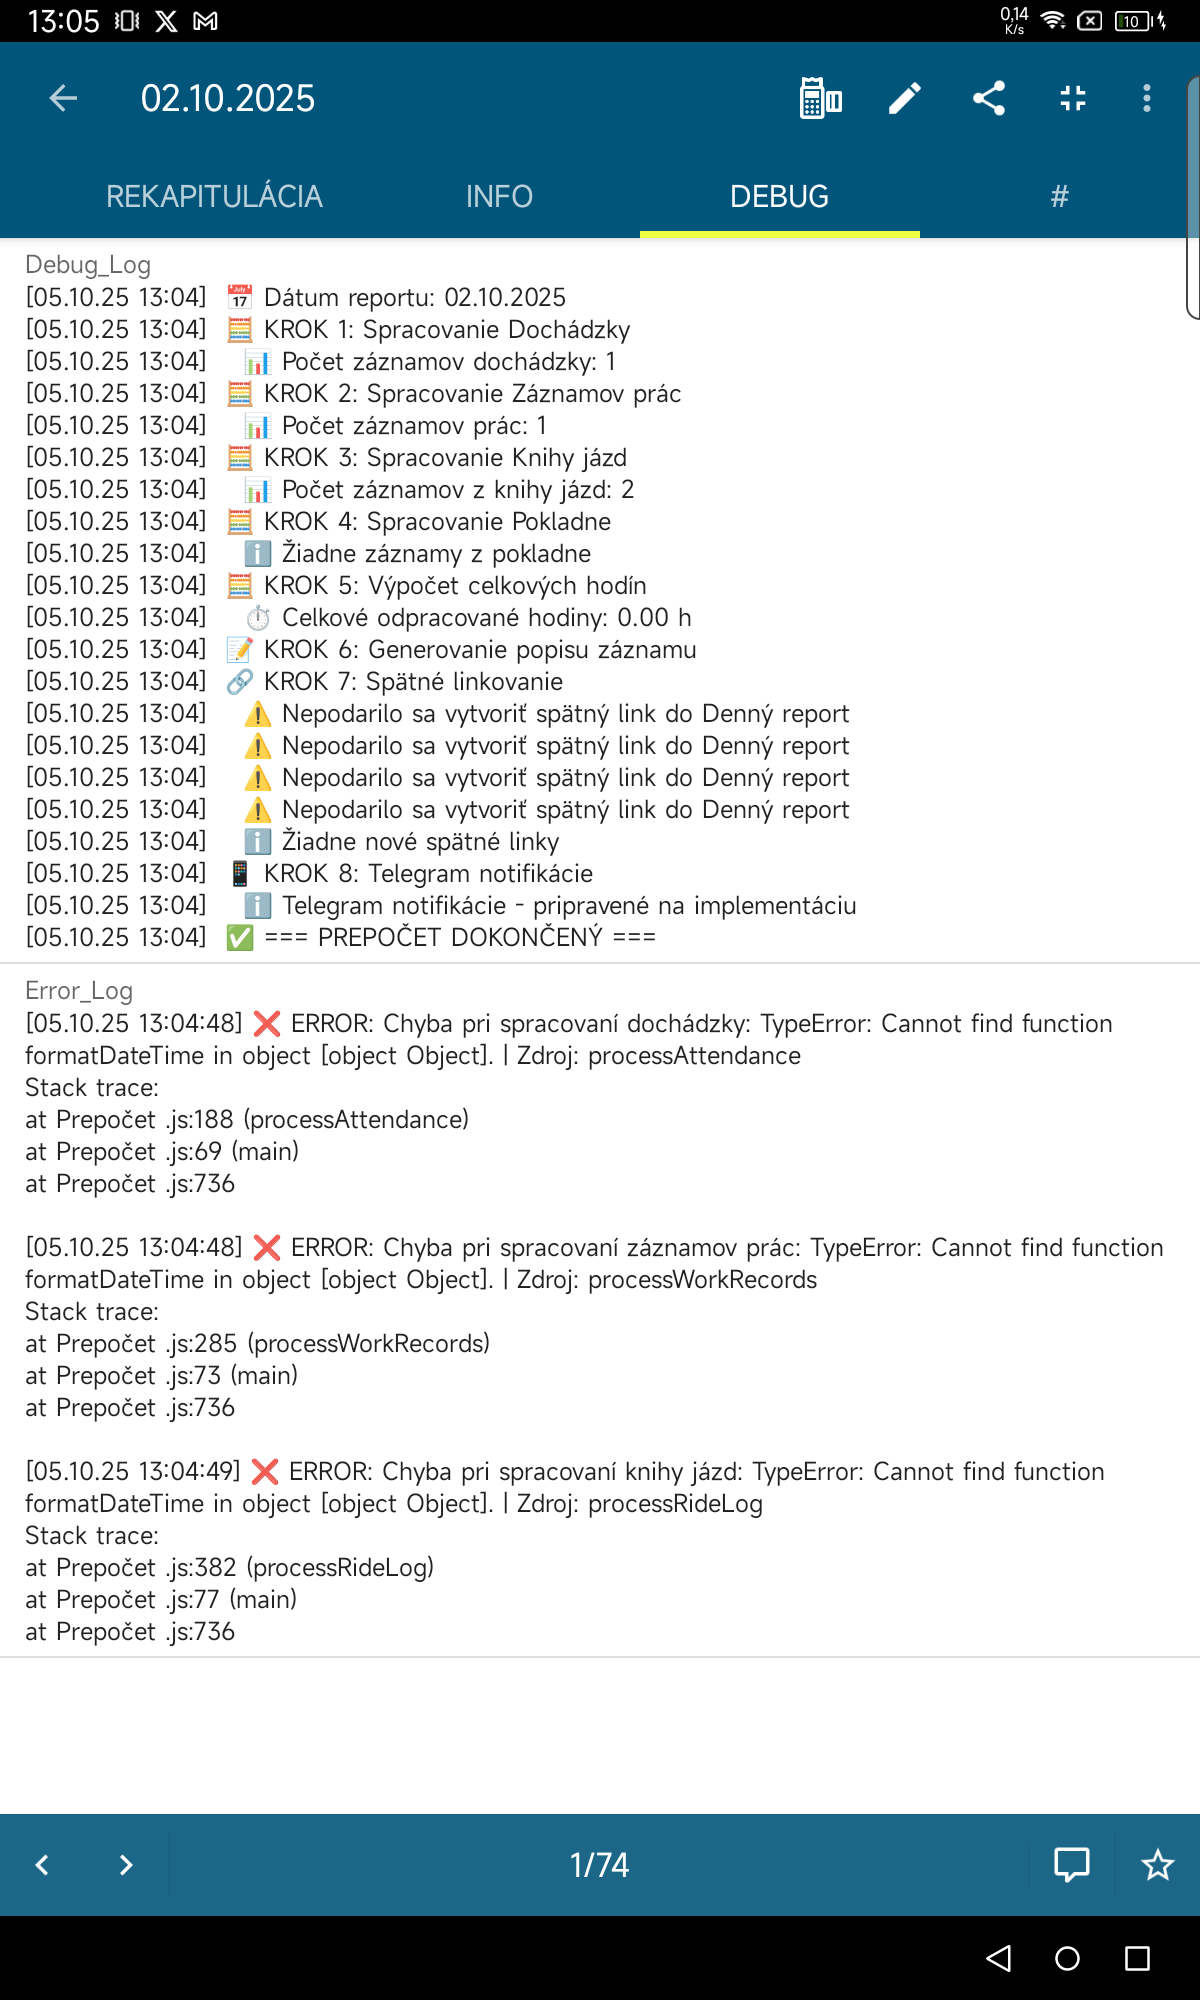 13:05
0,14
K/s
10
02.10.2025
REKAPITULÁCIA INFO DEBUG #
Debug_Log
[05.10.25 13:04] 📅 Dátum reportu: 02.10.2025
[05.10.25 13:04] 🧮 KROK 1: Spracovanie Dochádzky
[05.10.25 13:04] 📊 Počet záznamov dochádzky: 1
[05.10.25 13:04] 🧮 KROK 2: Spracovanie Záznamov prác
[05.10.25 13:04] 📊 Počet záznamov prác: 1
[05.10.25 13:04] 🧮 KROK 3: Spracovanie Knihy jázd
[05.10.25 13:04] 📊 Počet záznamov z knihy jázd: 2
[05.10.25 13:04] 🧮 KROK 4: Spracovanie Pokladne
[05.10.25 13:04] ℹ️ Žiadne záznamy z pokladne
[05.10.25 13:04] 🧮 KROK 5: Výpočet celkových hodín
[05.10.25 13:04] ⏱️ Celkové odpracované hodiny: 0.00 h
[05.10.25 13:04] 📝 KROK 6: Generovanie popisu záznamu
[05.10.25 13:04] 🔗 KROK 7: Spätné linkovanie
[05.10.25 13:04] ⚠️ Nepodarilo sa vytvoriť spätný link do Denný report
[05.10.25 13:04] ⚠️ Nepodarilo sa vytvoriť spätný link do Denný report
[05.10.25 13:04] ⚠️ Nepodarilo sa vytvoriť spätný link do Denný report
[05.10.25 13:04] ⚠️ Nepodarilo sa vytvoriť spätný link do Denný report
[05.10.25 13:04] ℹ️ Žiadne nové spätné linky
[05.10.25 13:04] 📱 KROK 8: Telegram notifikácie
[05.10.25 13:04] ℹ️ Telegram notifikácie - pripravené na implementáciu
[05.10.25 13:04] ✅ === PREPOČET DOKONČENÝ ===
Error_Log
[05.10.25 13:04:48] ❌ ERROR: Chyba pri spracovaní dochádzky: TypeError: Cannot find function
formatDateTime in object [object Object]. | Zdroj: processAttendance
Stack trace:
at Prepočet .js:188 (processAttendance)
at Prepočet .js:69 (main)
at Prepočet .js:736
[05.10.25 13:04:48] ❌ ERROR: Chyba pri spracovaní záznamov prác: TypeError: Cannot find function
formatDateTime in object [object Object]. | Zdroj: processWorkRecords
Stack trace:
at Prepočet .js:285 (processWorkRecords)
at Prepočet .js:73 (main)
at Prepočet .js:736
[05.10.25 13:04:49] ❌ ERROR: Chyba pri spracovaní knihy jázd: TypeError: Cannot find function
formatDateTime in object [object Object]. | Zdroj: processRideLog
Stack trace:
at Prepočet .js:382 (processRideLog)
at Prepočet .js:77 (main)
at Prepočet .js:736
1/74